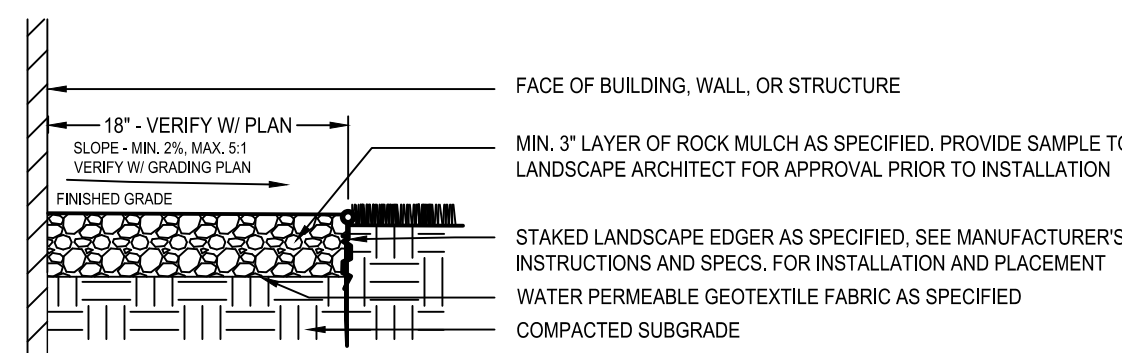 FACE OF BUILDING, WALL, OR STRUCTURE
18" - VERIFY W/ PLAN
SLOPE - MIN. 2%, MAX. 5:1
VERIFY W/ GRADING PLAN
FINISHED GRADE
MIN. 3" LAYER OF ROCK MULCH AS SPECIFIED. PROVIDE SAMPLE TO
LANDSCAPE ARCHITECT FOR APPROVAL PRIOR TO INSTALLATION
STAKED LANDSCAPE EDGER AS SPECIFIED, SEE MANUFACTURER'S
INSTRUCTIONS AND SPECS. FOR INSTALLATION AND PLACEMENT
WATER PERMEABLE GEOTEXTILE FABRIC AS SPECIFIED
COMPACTED SUBGRADE